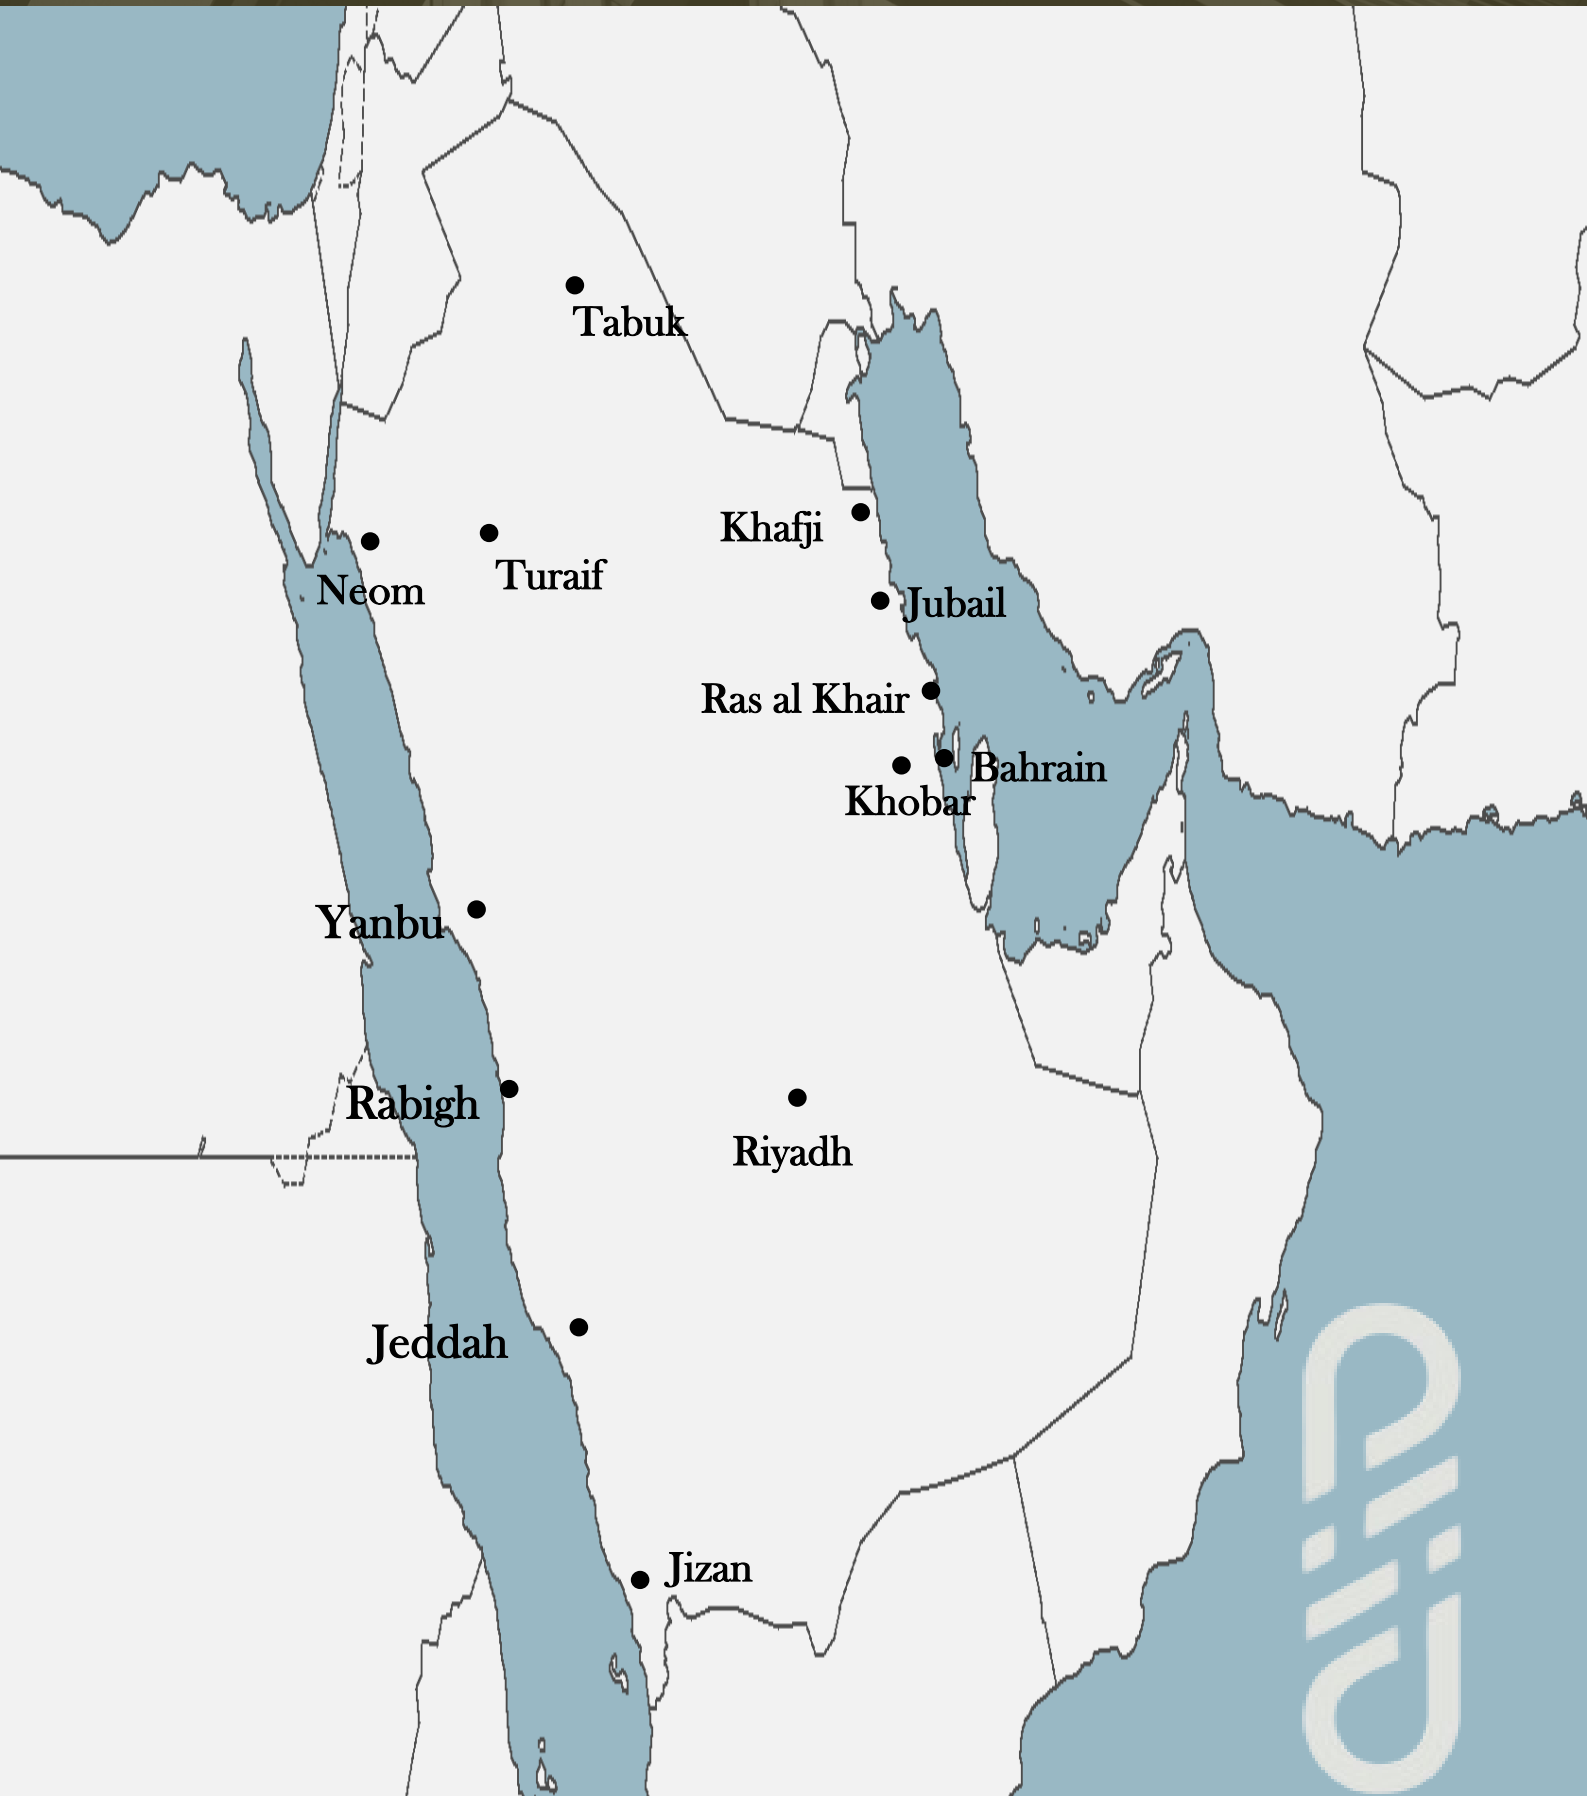 Tabuk
Khafji
Turaif
Neom
Jubail
Ras al Khair
Bahrain
Khobar
Yanbu
Rabigh
Riyadh
Jeddah
Jizan